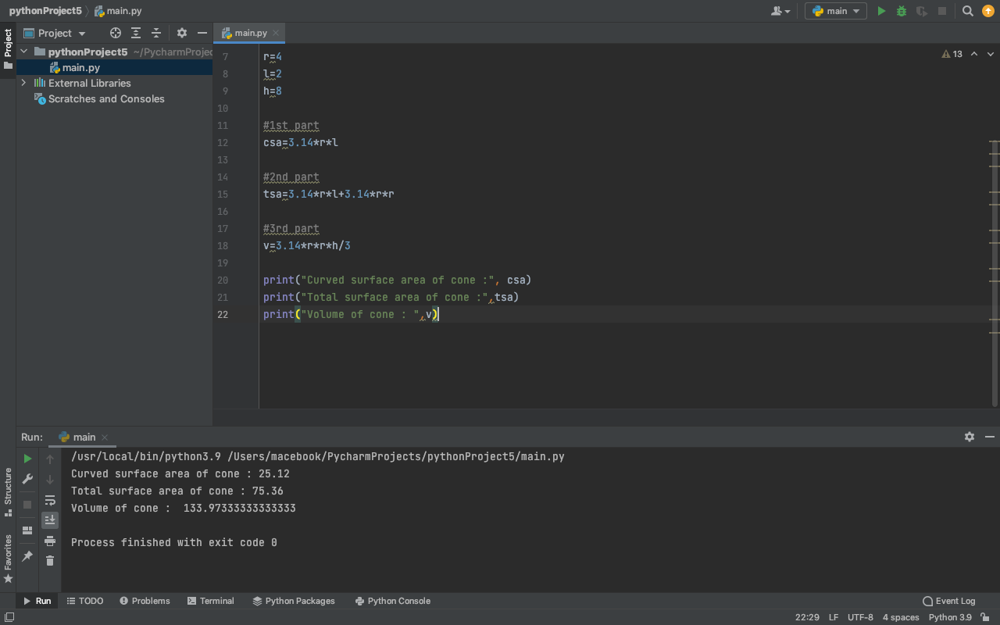 pythonProject5 main.py
main
Project
main.py
13
Project
pythonProject5 ~/PycharmProjec
main.py
External Libraries
Scratches and Consoles
7 r=4
8 l=2
9 h=8
10
11 #1st part
12 csa=3.14*r*l
13
14 #2nd part
15 tsa=3.14*r*l+3.14*r*r
16
17 #3rd part
18 v=3.14*r*r*h/3
19
20 print("Curved surface area of cone :", csa)
21 print("Total surface area of cone :",tsa)
22 print("Volume of cone : ",v)
Run: main
/usr/local/bin/python3.9 /Users/macebook/PycharmProjects/pythonProject5/main.py
Curved surface area of cone : 25.12
Total surface area of cone : 75.36
Volume of cone :  133.97333333333333
Process finished with exit code 0
Structure
Favorites
Run TODO Problems Terminal Python Packages Python Console Event Log
22:29 LF UTF-8 4 spaces Python 3.9